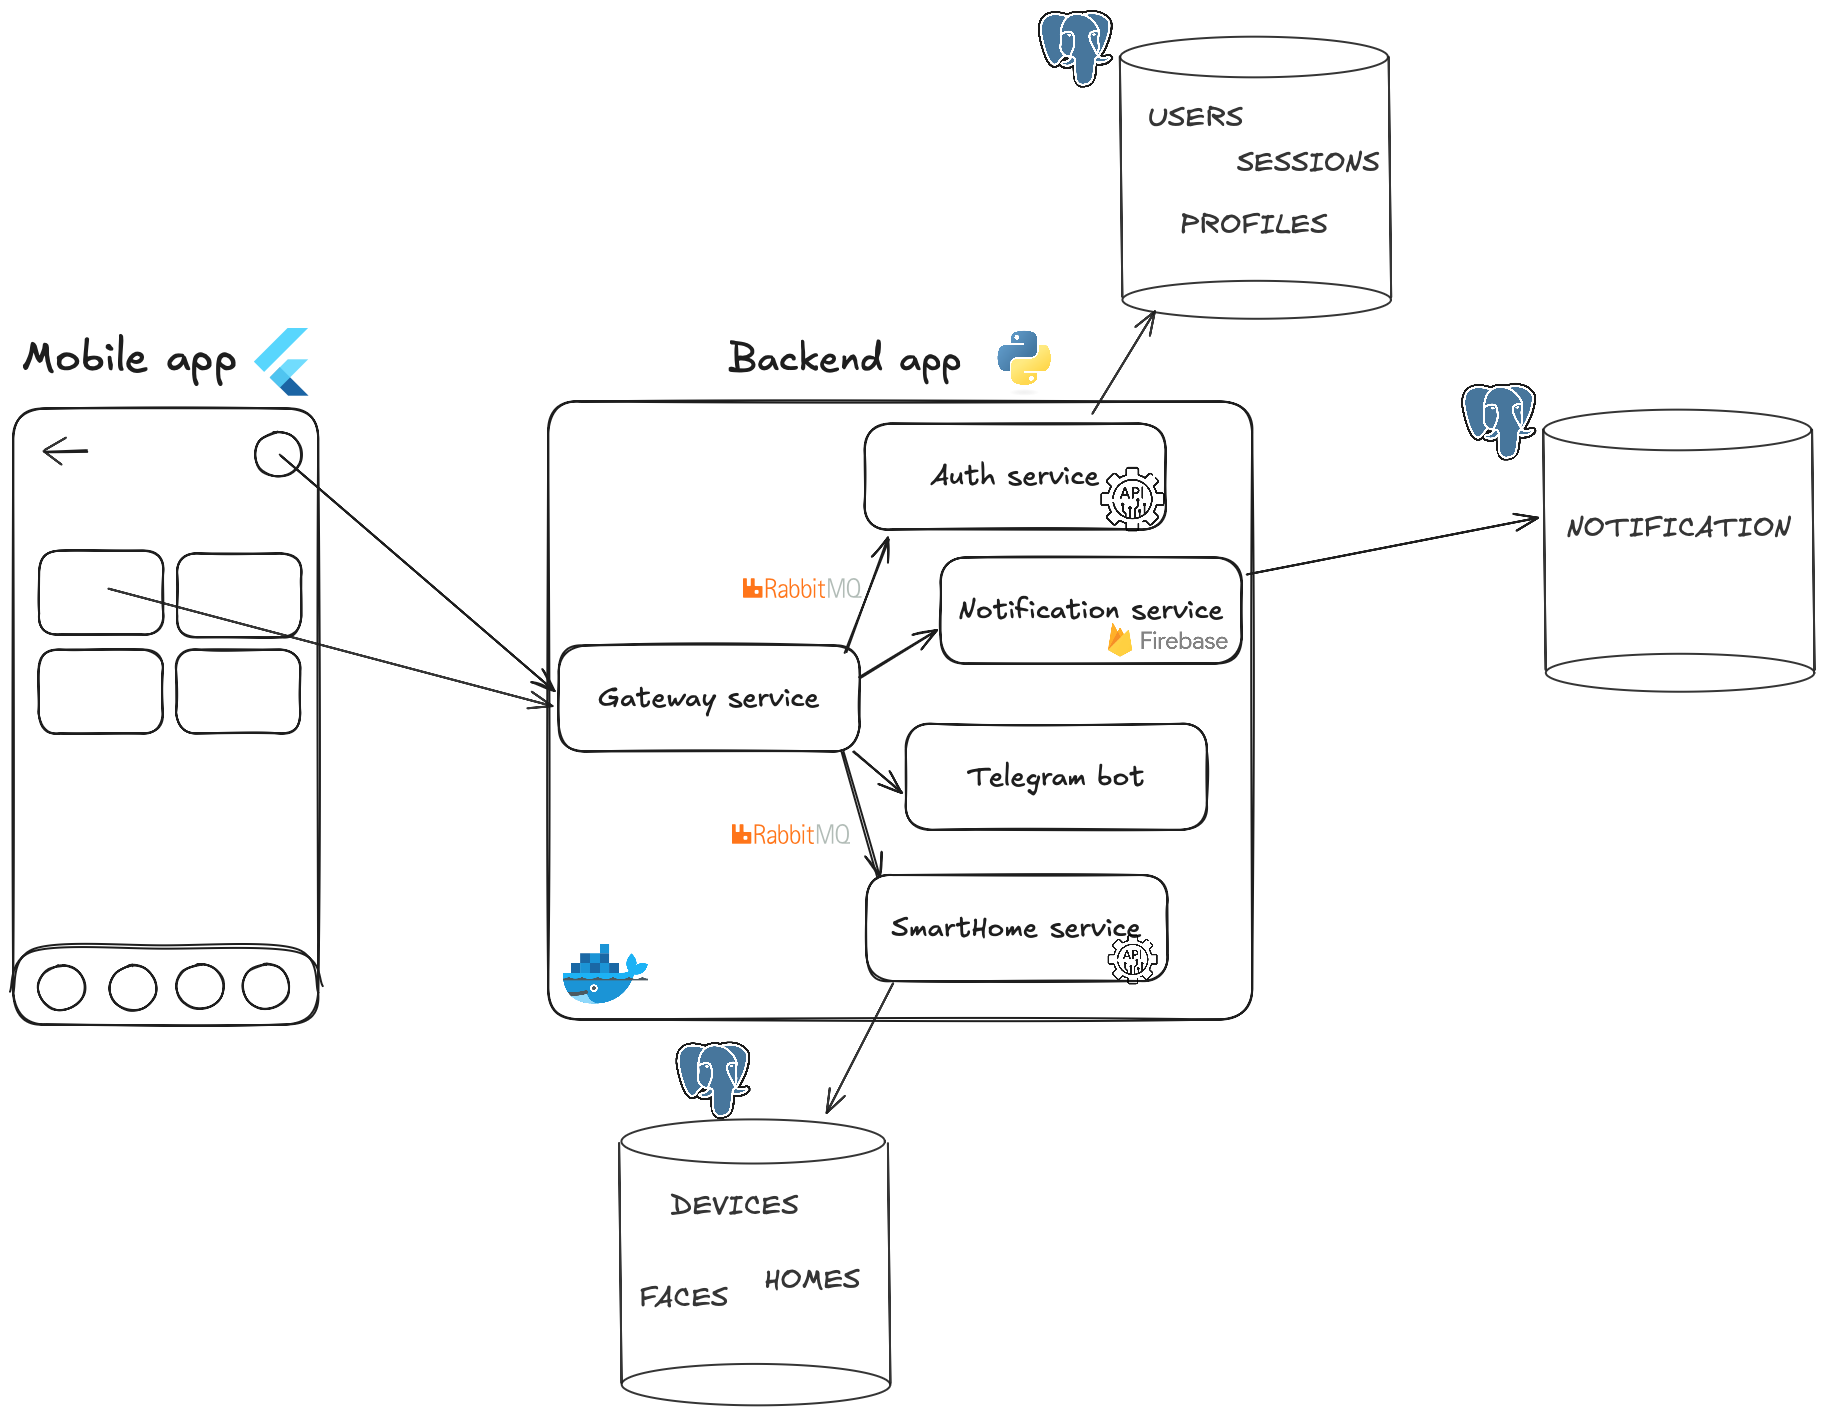 USERS
SESSIONS
PROFILES
Mobile app
Backend app
Auth service
API
NOTIFICATION
RabbitMQ
Notification service
Firebase
Gateway service
Telegram bot
RabbitMQ
SmartHome service
API
DEVICES
HOMES
FACES